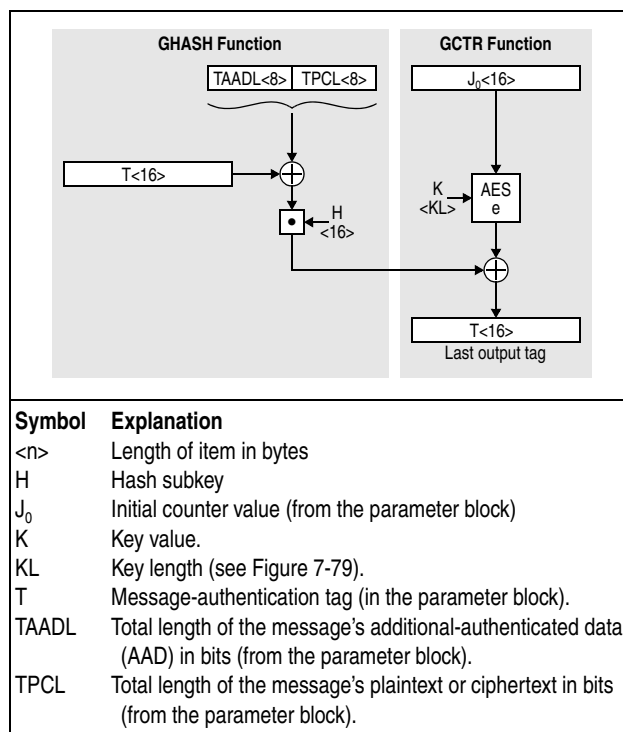 GHASH Function
GCTR Function
TAADL<8> TPCL<8>
J₀<16>
T<16>
K
<KL>
AES
e
H
<16>
T<16>
Last output tag
Symbol Explanation
<n> Length of item in bytes
H Hash subkey
J₀ Initial counter value (from the parameter block)
K Key value.
KL Key length (see Figure 7-79).
T Message-authentication tag (in the parameter block).
TAADL Total length of the message's additional-authenticated data
(AAD) in bits (from the parameter block).
TPCL Total length of the message's plaintext or ciphertext in bits
(from the parameter block).